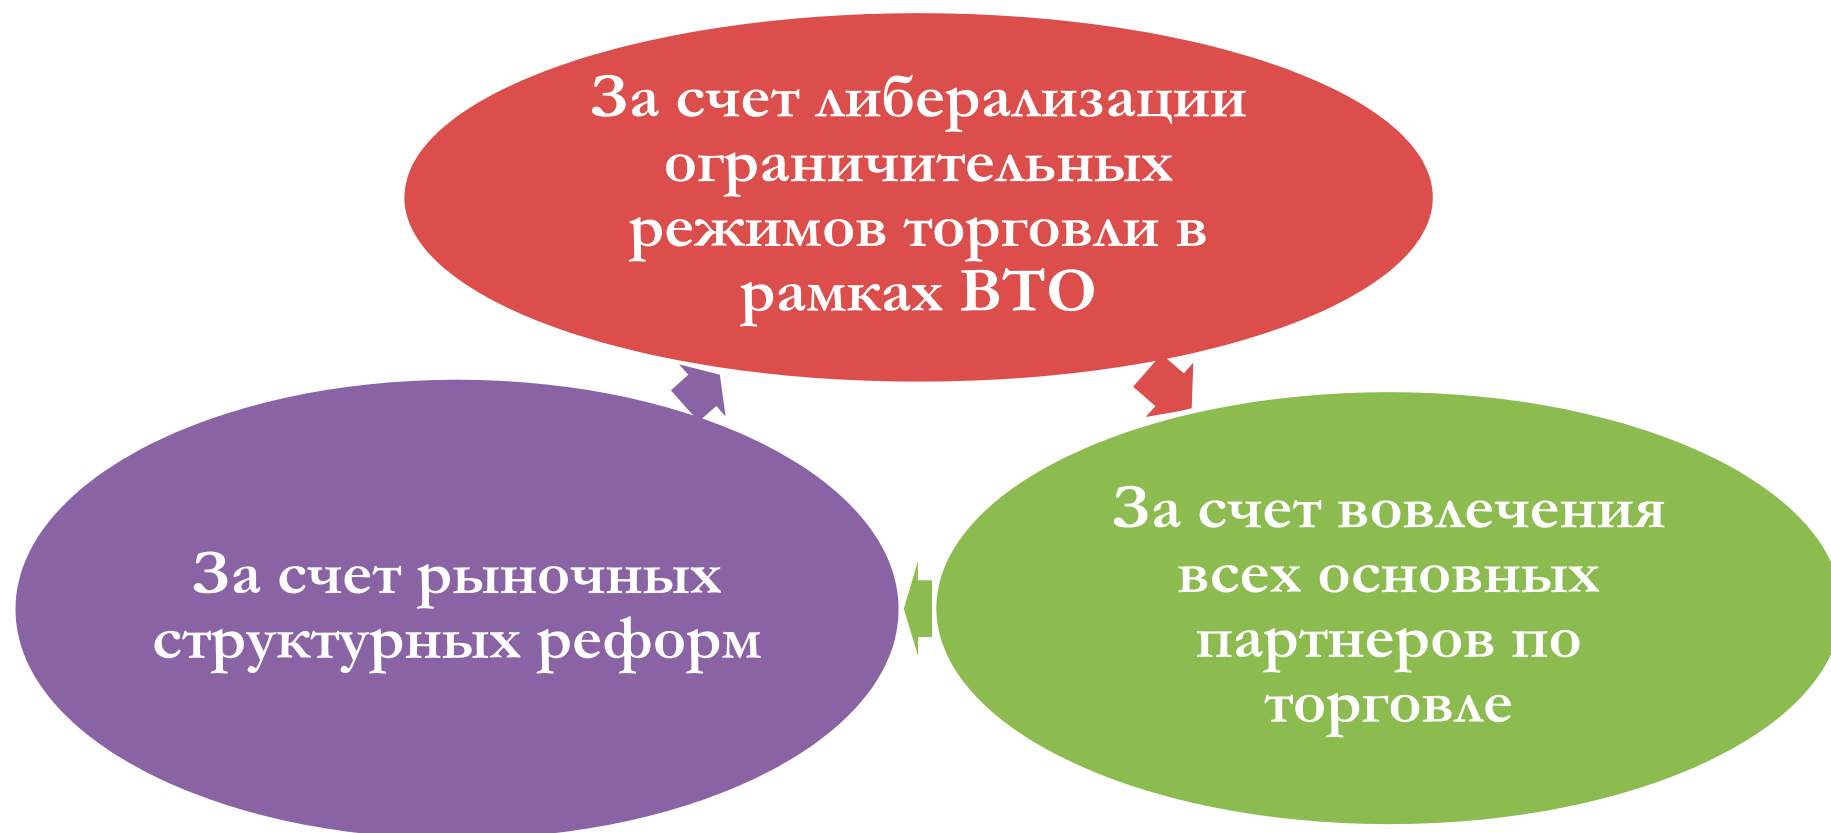 За счет либерализации
ограничительных
режимов торговли в
рамках ВТО
За счет вовлечения
всех основных
партнеров по
торговле
За счет рыночных
структурных реформ